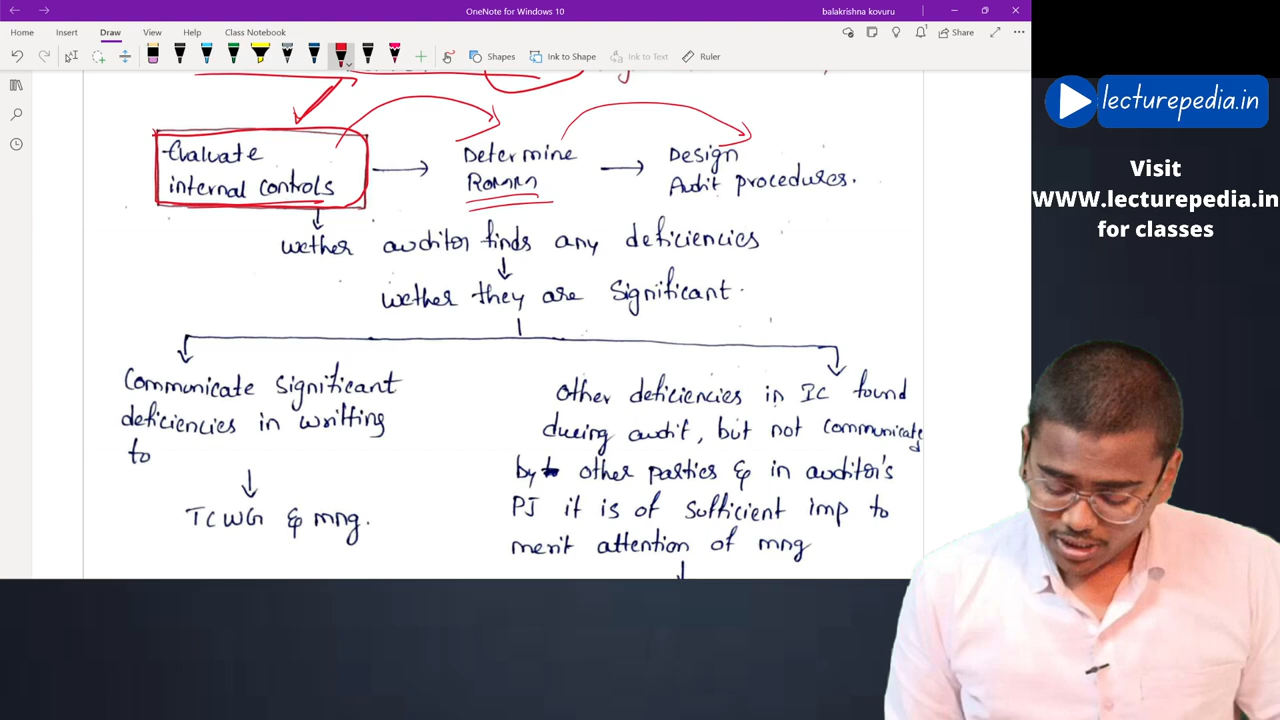 OneNote for Windows 10
balakrishna kovuru
Home Insert Draw View Help Class Notebook
Share
Shapes Ink to Shape Ink to Text Ruler
lecturepedia.in
Visit
WWW.lecturepedia.in
for classes
Evaluate
internal controls
Determine
ROMM
Design
Audit procedures.
wether auditor finds any deficiencies
wether they are significant.
Communicate significant
deficiencies in writting
to
TCWG & mng.
Other deficiencies in IC found
during audit, but not communicate
by other parties & in auditor's
PJ it is of sufficient imp to
merit attention of mng